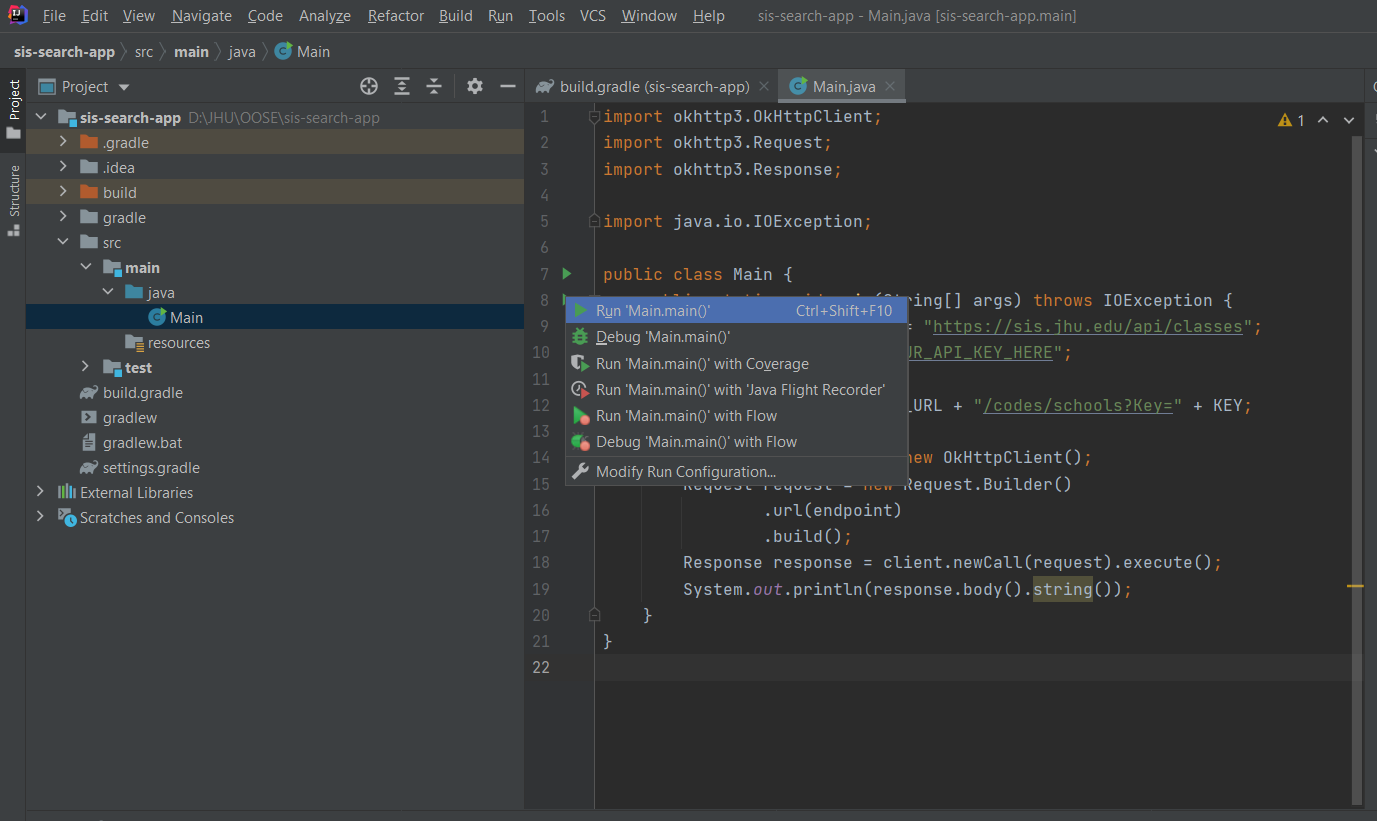 File Edit View Navigate Code Analyze Refactor Build Run Tools VCS Window Help sis-search-app - Main.java [sis-search-app.main]
sis-search-app src main java Main
Project
Structure
Project
sis-search-app D:\JHU\OOSE\sis-search-app
.gradle
.idea
build
gradle
src
main
java
Main
resources
test
build.gradle
gradlew
gradlew.bat
settings.gradle
External Libraries
Scratches and Consoles
build.gradle (sis-search-app) Main.java
1
1 import okhttp3.OkHttpClient;
2 import okhttp3.Request;
3 import okhttp3.Response;
4
5 import java.io.IOException;
6
7 public class Main {
8 String[] args) throws IOException {
9 = "https://sis.jhu.edu/api/classes";
10 UR_API_KEY_HERE";
11
12 _URL + "/codes/schools?Key=" + KEY;
13
14 new OkHttpClient();
15 Request request = new Request.Builder()
16 .url(endpoint)
17 .build();
18 Response response = client.newCall(request).execute();
19 System.out.println(response.body().string());
20 }
21 }
22
Run 'Main.main()' Ctrl+Shift+F10
Debug 'Main.main()'
Run 'Main.main()' with Coverage
Run 'Main.main()' with 'Java Flight Recorder'
Run 'Main.main()' with Flow
Debug 'Main.main()' with Flow
Modify Run Configuration...